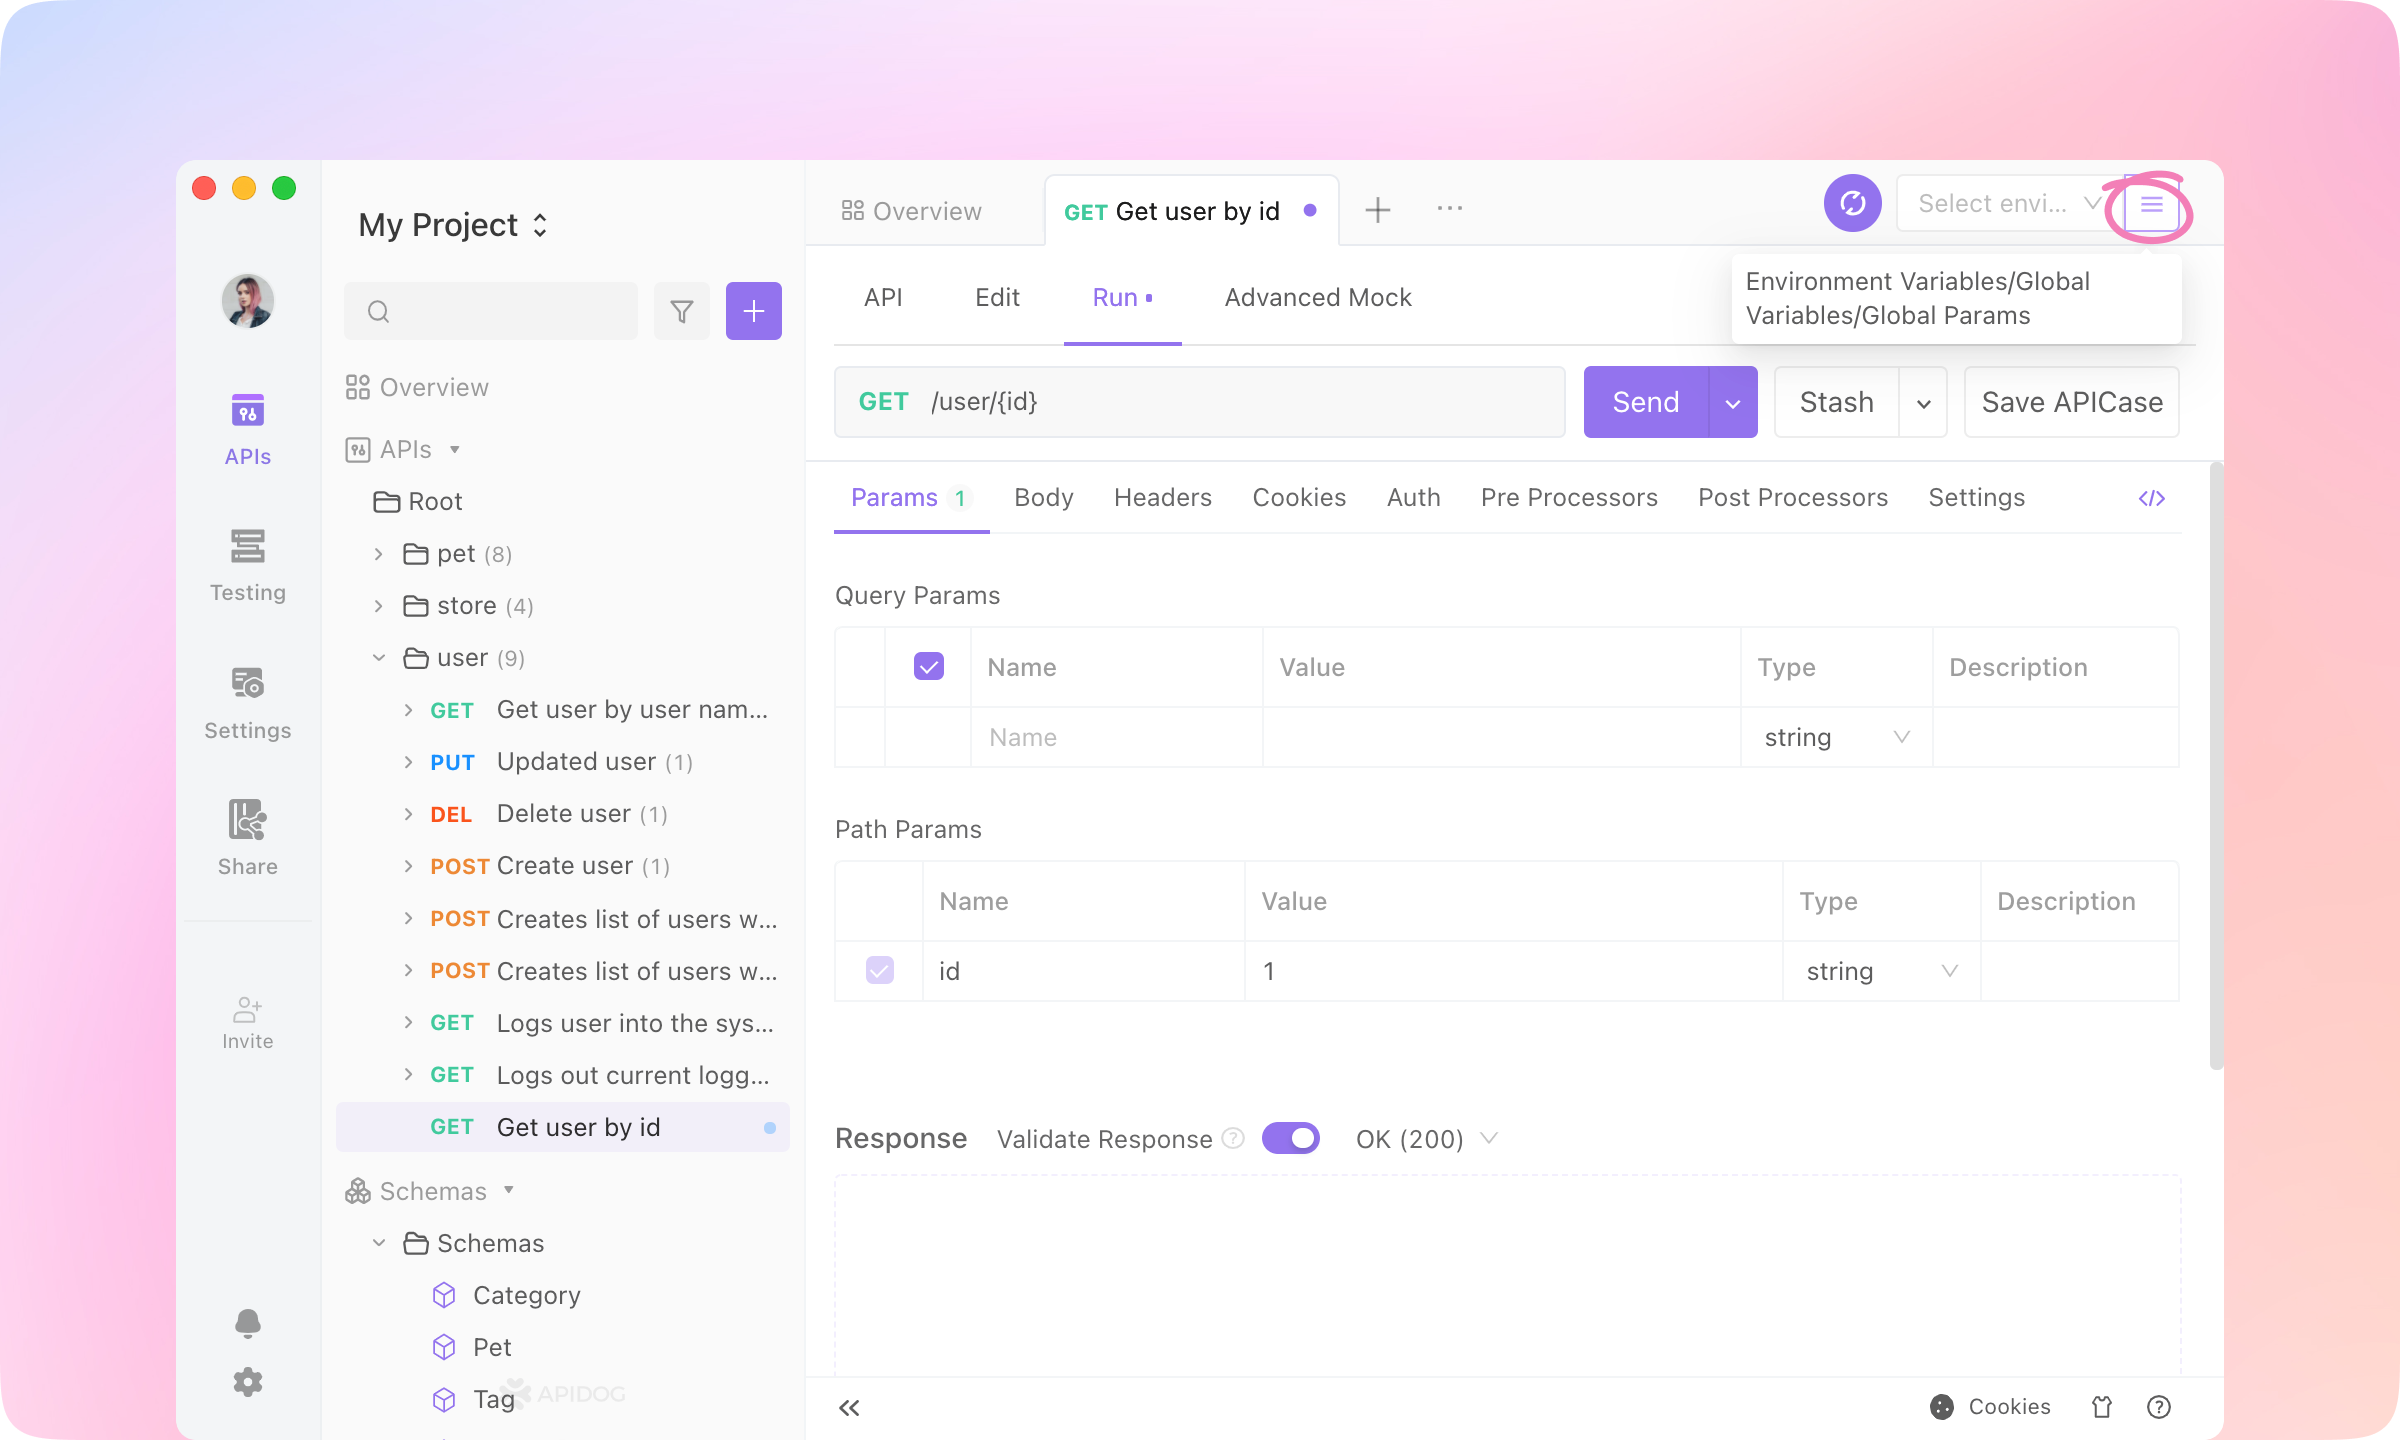 My Project
APIs
Testing
Settings
Share
Invite
Overview
APIs
Root
pet (8)
store (4)
user (9)
GET Get user by user nam...
PUT Updated user (1)
DEL Delete user (1)
POST Create user (1)
POST Creates list of users w...
POST Creates list of users w...
GET Logs user into the sys...
GET Logs out current logg...
GET Get user by id
Schemas
Schemas
Category
Pet
Tag
APIDOG
Overview
GET Get user by id
Select envi...
Environment Variables/Global
Variables/Global Params
API Edit Run Advanced Mock
GET /user/{id}
Send Stash Save APICase
Params 1 Body Headers Cookies Auth Pre Processors Post Processors Settings
Query Params
Name Value Type Description
Name string
Path Params
Name Value Type Description
id 1 string
Response Validate Response OK (200)
Cookies